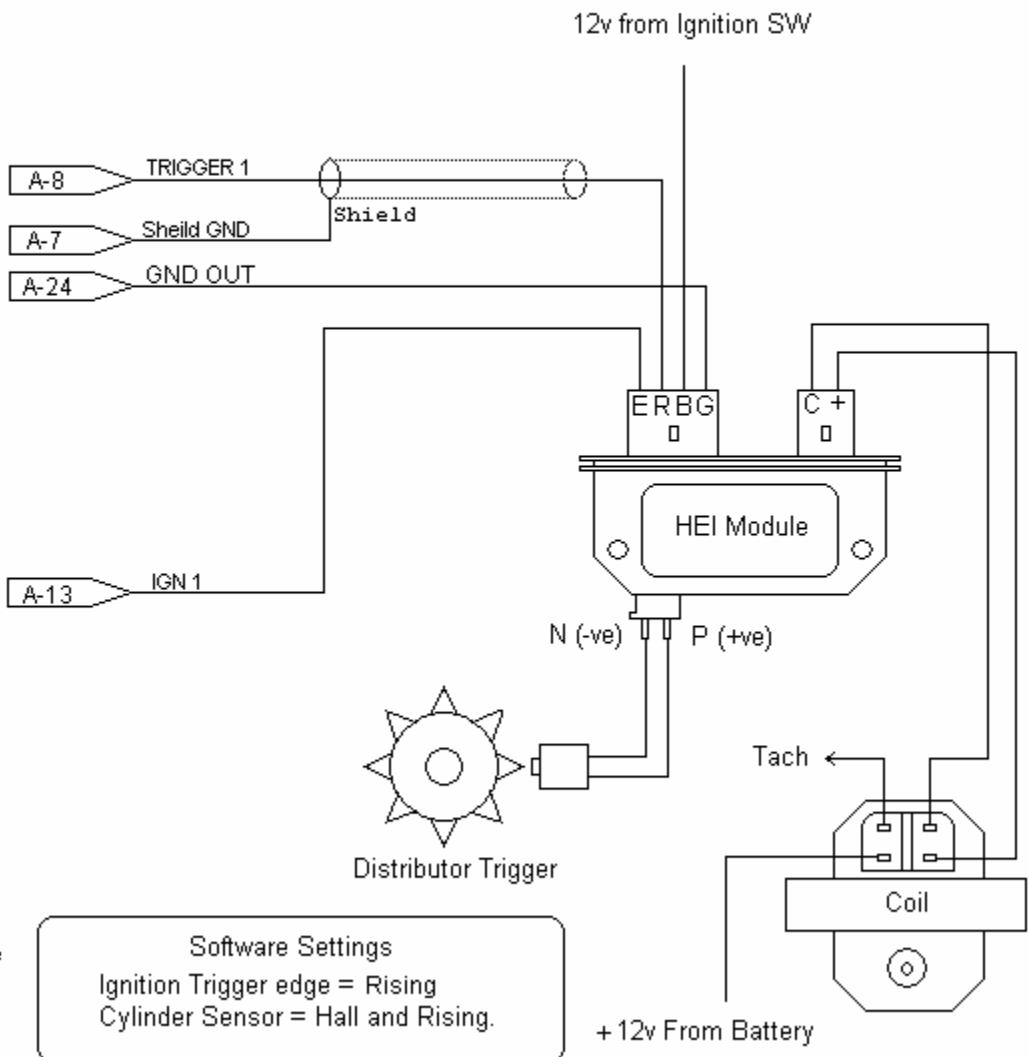 12v from Ignition SW
A-8
TRIGGER 1
Shield
A-7
Sheild GND
A-24
GND OUT
E R B G
C +
HEI Module
A-13
IGN 1
N (-ve)
P (+ve)
Tach
Distributor Trigger
Coil
Software Settings
Ignition Trigger edge = Rising
Cylinder Sensor = Hall and Rising.
+12v From Battery